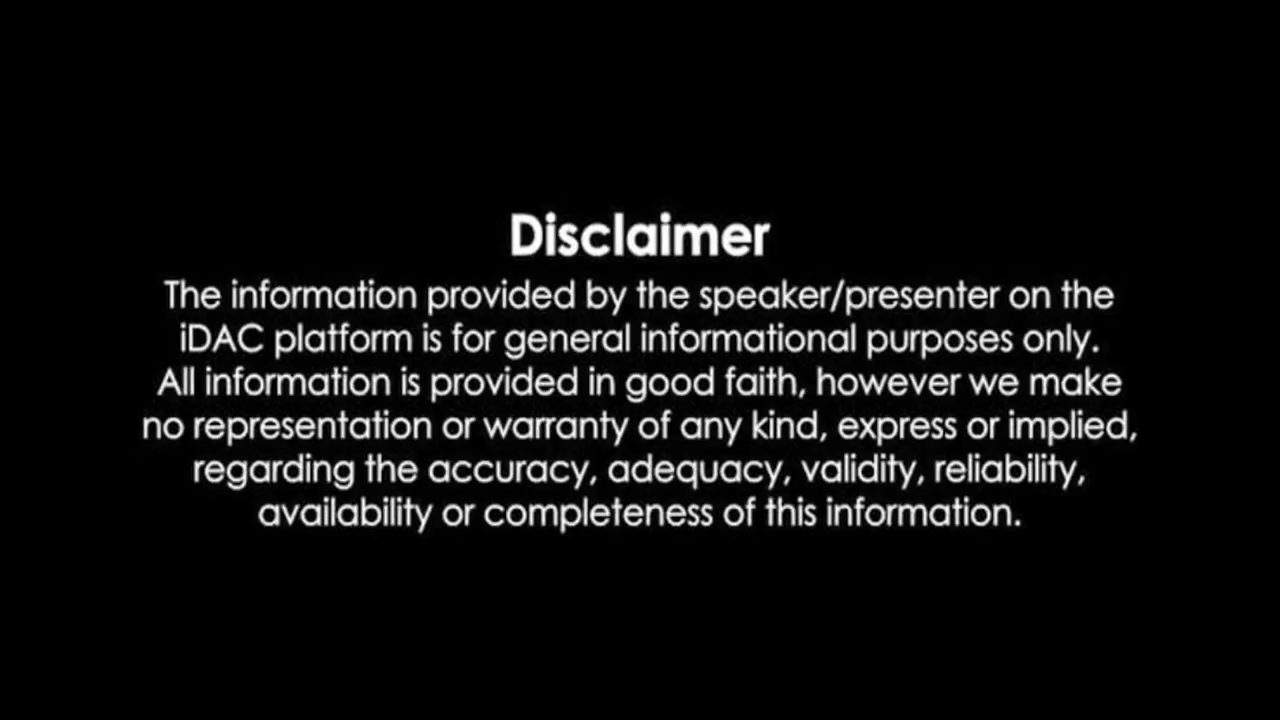 Disclaimer
The information provided by the speaker/presenter on the
iDAC platform is for general informational purposes only.
All information is provided in good faith, however we make
no representation or warranty of any kind, express or implied,
regarding the accuracy, adequacy, validity, reliability,
availability or completeness of this information.